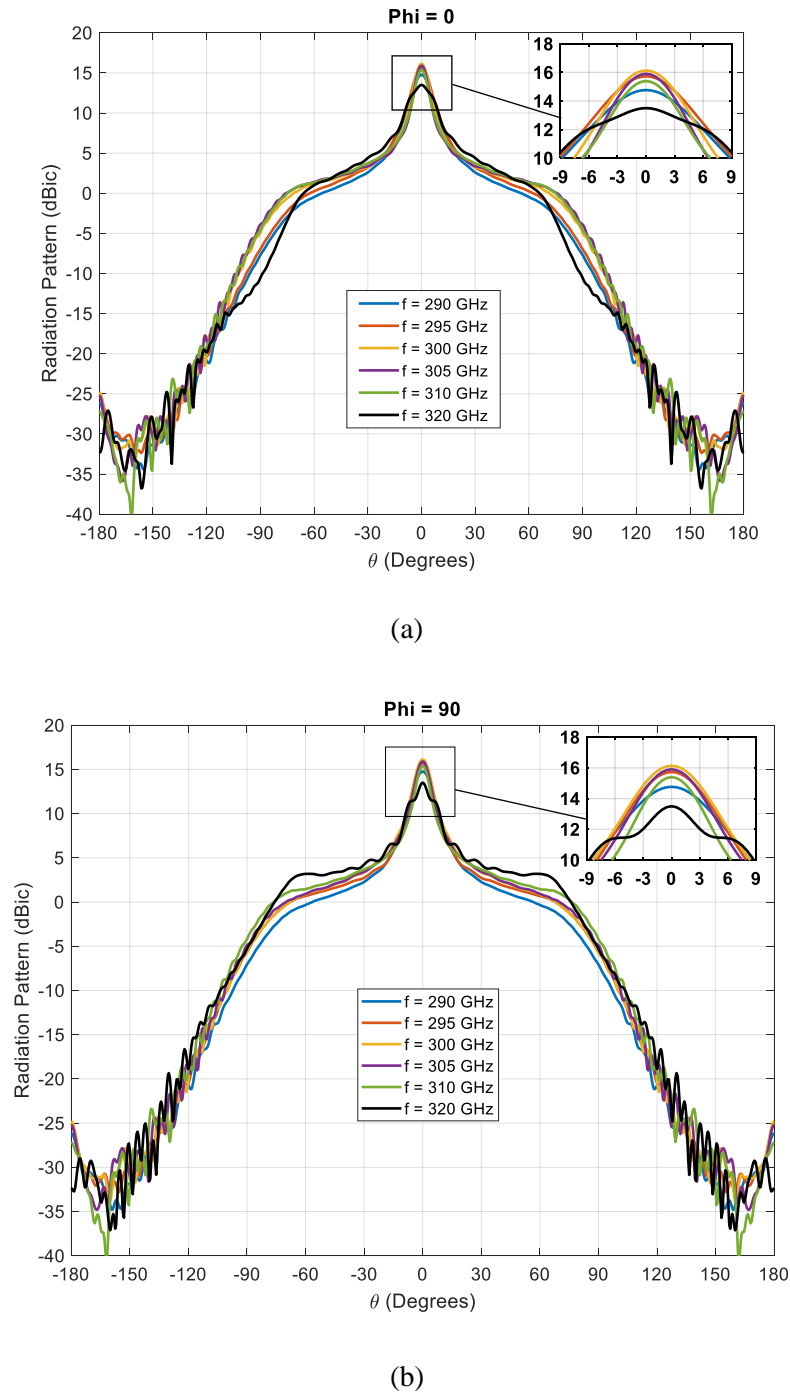 Phi = 0
Radiation Pattern (dBic)
20
15
10
5
0
-5
-10
-15
-20
-25
-30
-35
-40
-180 -150 -120 -90 -60 -30 0 30 60 90 120 150 180
θ (Degrees)
18
16
14
12
10
-9 -6 -3 0 3 6 9
f = 290 GHz
f = 295 GHz
f = 300 GHz
f = 305 GHz
f = 310 GHz
f = 320 GHz
(a)
Phi = 90
Radiation Pattern (dBic)
20
15
10
5
0
-5
-10
-15
-20
-25
-30
-35
-40
-180 -150 -120 -90 -60 -30 0 30 60 90 120 150 180
θ (Degrees)
18
16
14
12
10
-9 -6 -3 0 3 6 9
f = 290 GHz
f = 295 GHz
f = 300 GHz
f = 305 GHz
f = 310 GHz
f = 320 GHz
(b)